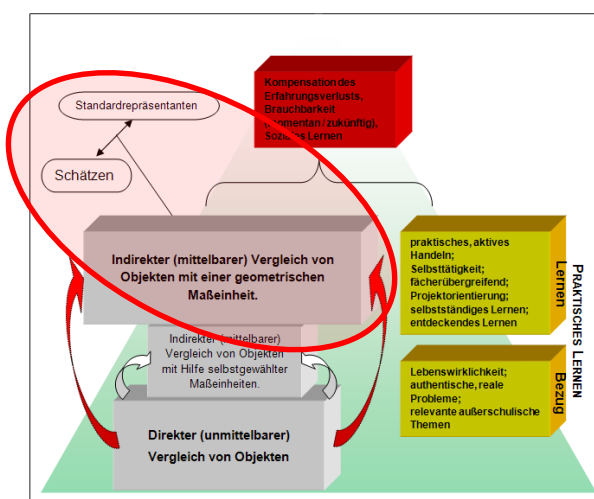 Kompensation des
Erfahrungsverlusts,
Brauchbarkeit
(momentan / zukünftig),
Soziales Lernen
Standardrepräsentanten
Schätzen
Indirekter (mittelbarer) Vergleich von
Objekten mit einer geometrischen
Maßeinheit.
praktisches, aktives
Handeln;
Selbsttätigkeit;
fächerübergreifend;
Projektorientierung;
selbstständiges Lernen;
entdeckendes Lernen
Lernen
PRAKTISCHES LERNEN
Indirekter (mittelbarer)
Vergleich von Objekten
mit Hilfe selbstgewählter
Maßeinheiten.
Lebenswirklichkeit;
authentische, reale
Probleme;
relevante außerschulische
Themen
Bezug
Direkter (unmittelbarer)
Vergleich von Objekten